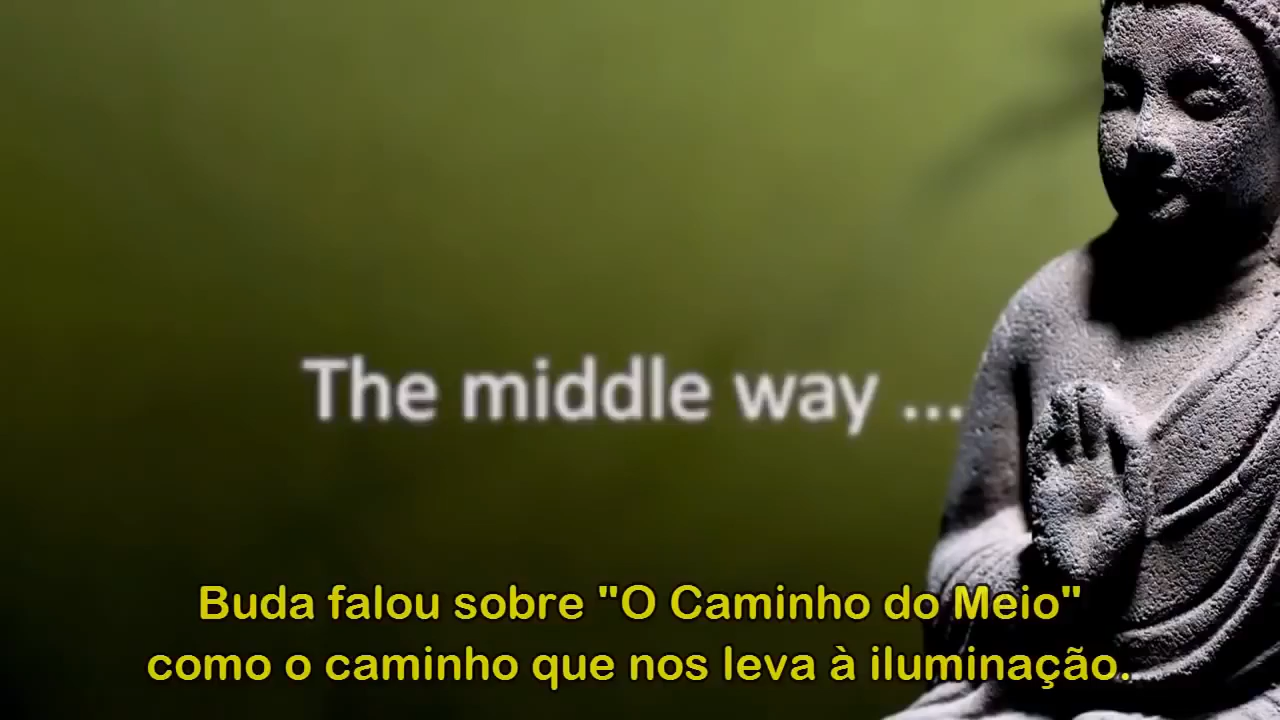 The middle way ...
Buda falou sobre "O Caminho do Meio"
como o caminho que nos leva à iluminação.